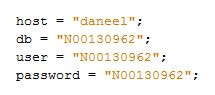 host = "daneel";
db = "N00130962";
user = "N00130962";
password = "N00130962";